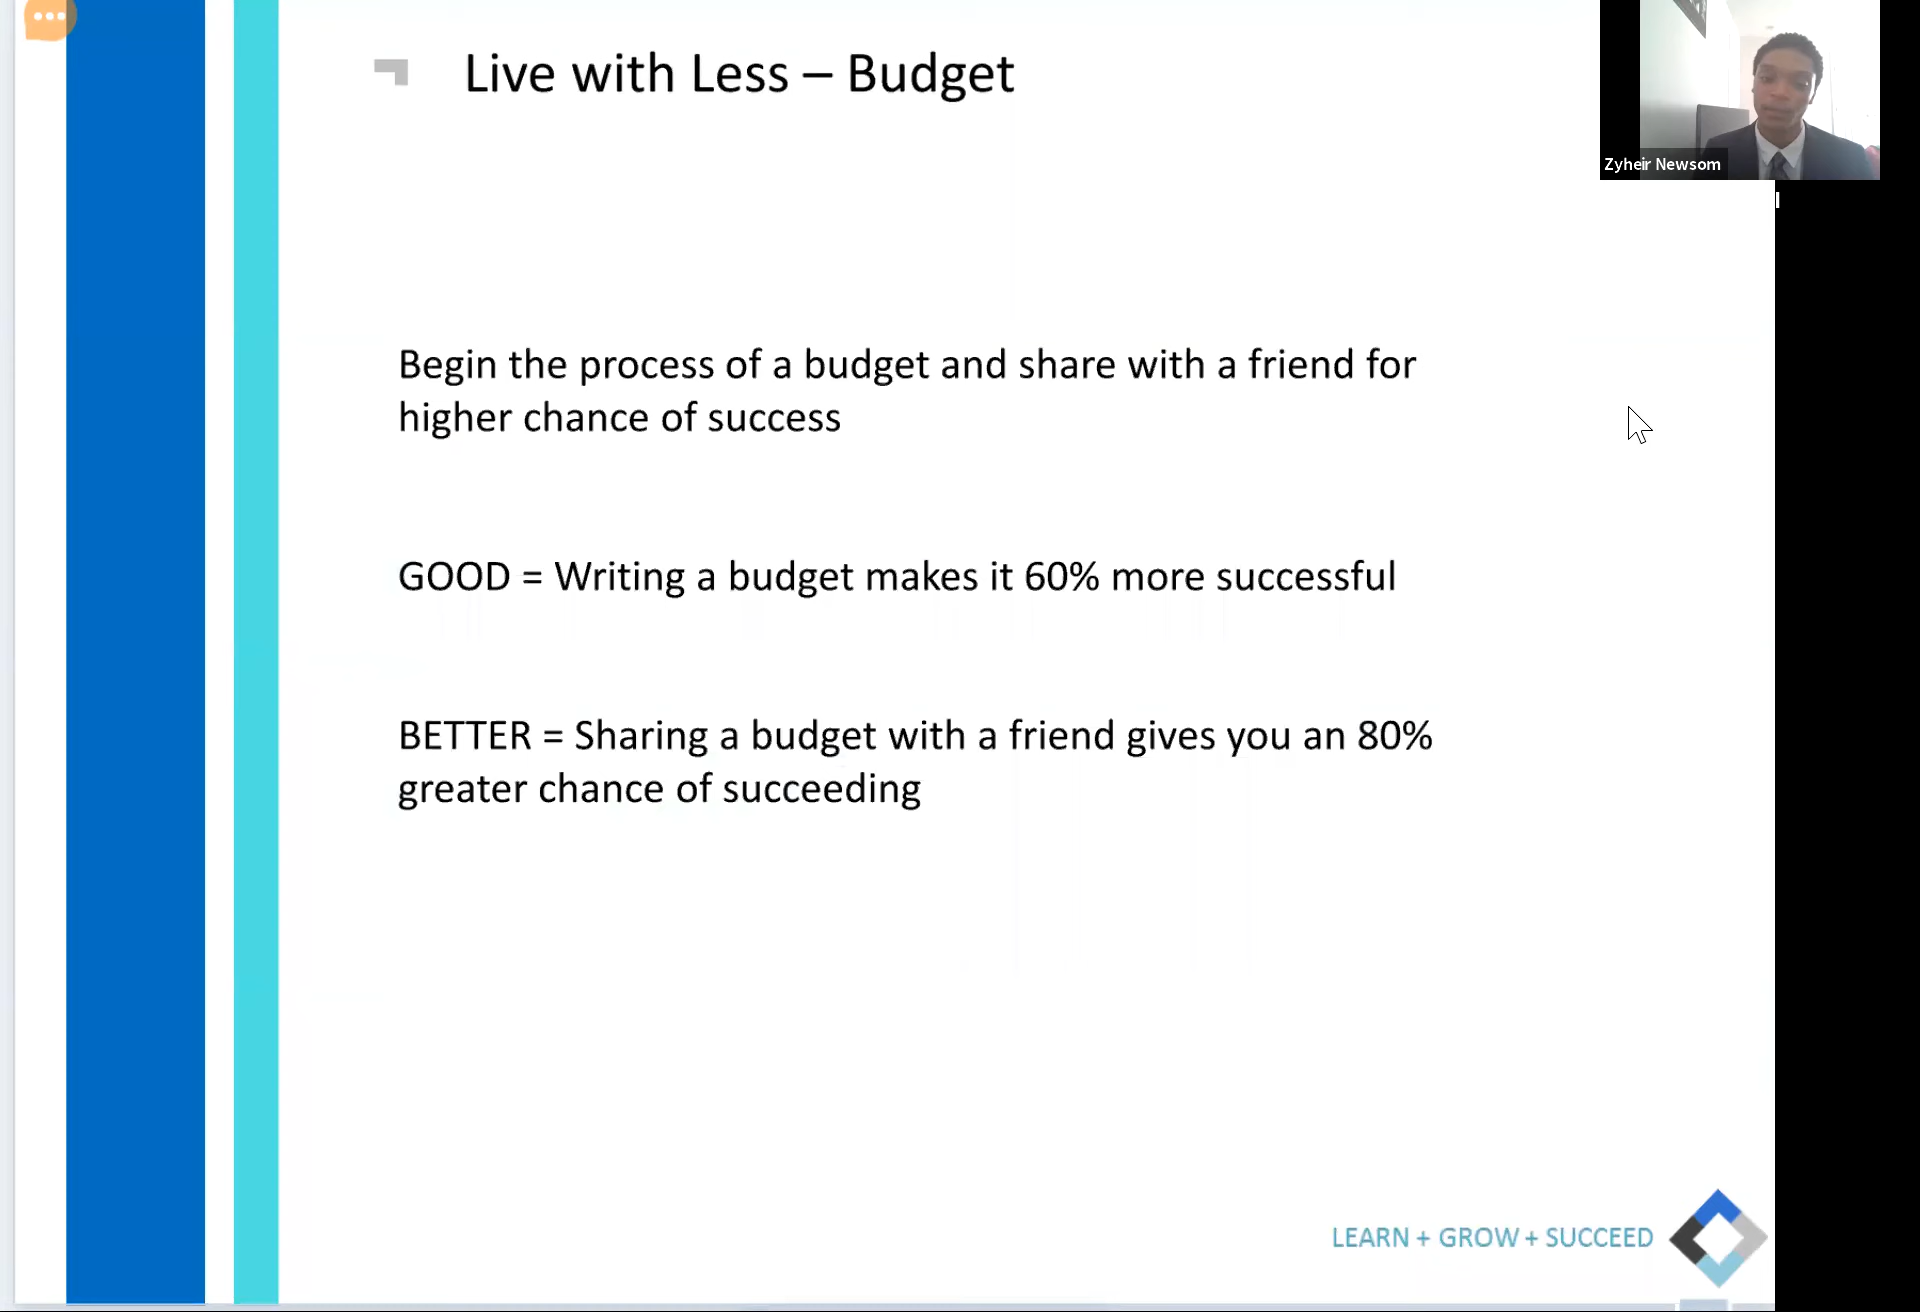 Live with Less – Budget
Zyheir Newsom
Begin the process of a budget and share with a friend for
higher chance of success
GOOD = Writing a budget makes it 60% more successful
BETTER = Sharing a budget with a friend gives you an 80%
greater chance of succeeding
LEARN + GROW + SUCCEED